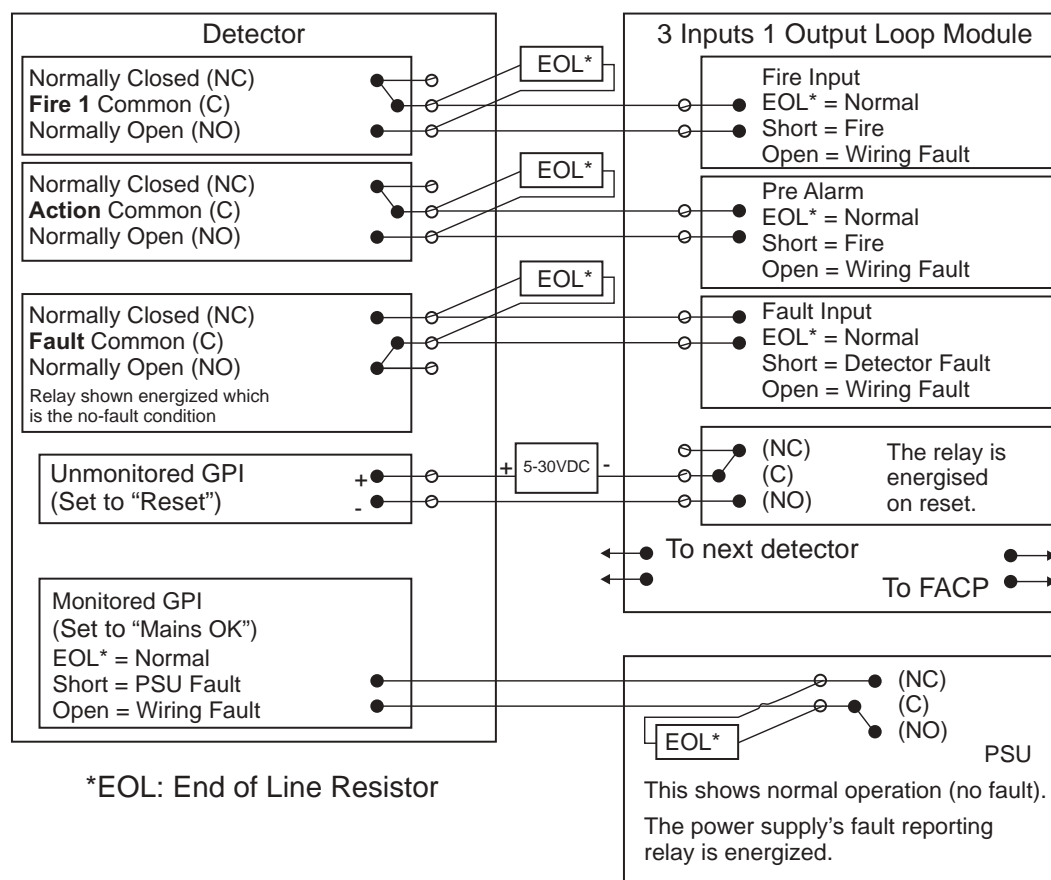 Detector
Normally Closed (NC)
Fire 1 Common (C)
Normally Open (NO)
Normally Closed (NC)
Action Common (C)
Normally Open (NO)
Normally Closed (NC)
Fault Common (C)
Normally Open (NO)
Relay shown energized which
is the no-fault condition
Unmonitored GPI
(Set to “Reset”)
+
-
Monitored GPI
(Set to “Mains OK”)
EOL* = Normal
Short = PSU Fault
Open = Wiring Fault
EOL*
EOL*
EOL*
+ 5-30VDC -
3 Inputs 1 Output Loop Module
Fire Input
EOL* = Normal
Short = Fire
Open = Wiring Fault
Pre Alarm
EOL* = Normal
Short = Fire
Open = Wiring Fault
Fault Input
EOL* = Normal
Short = Detector Fault
Open = Wiring Fault
(NC)
(C)
(NO)
The relay is
energised
on reset.
To next detector
To FACP
(NC)
(C)
(NO)
EOL*
PSU
This shows normal operation (no fault).
The power supply’s fault reporting
relay is energized.
*EOL: End of Line Resistor